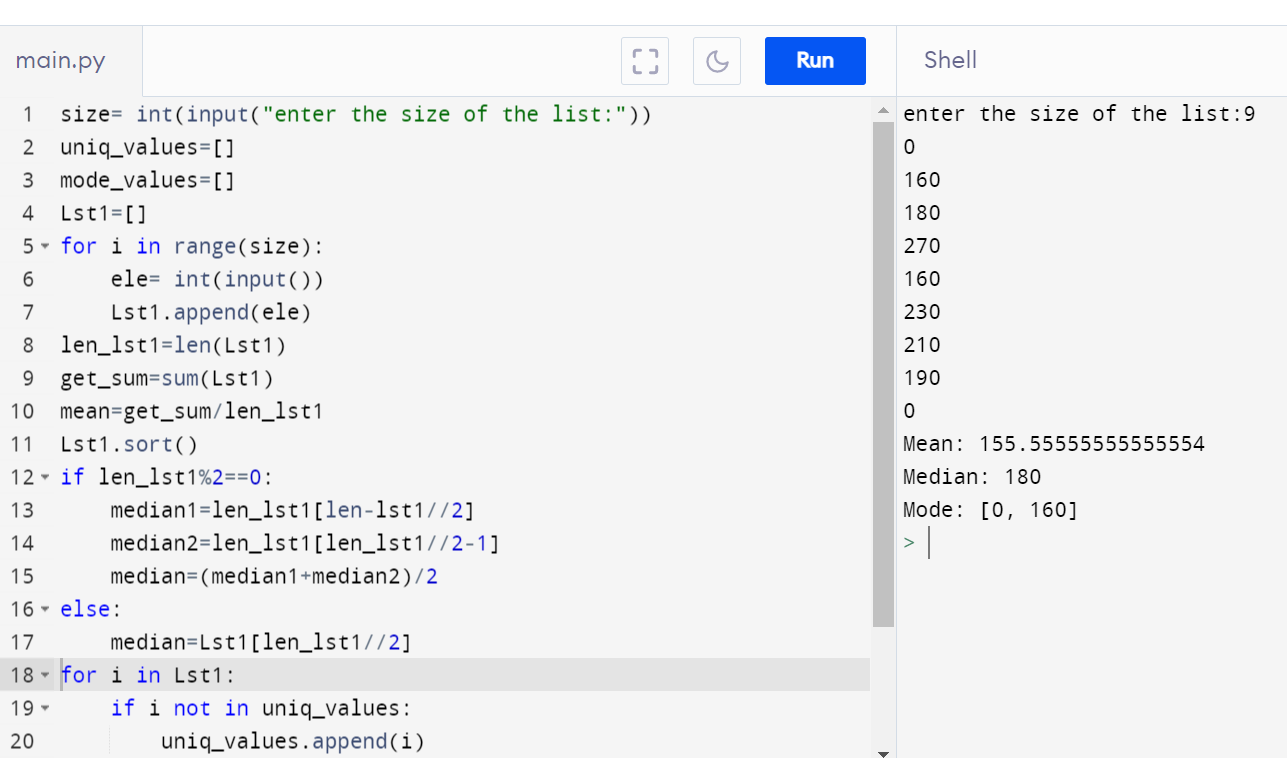 main.py
Run
Shell
1 size= int(input("enter the size of the list:"))
2 uniq_values=[]
3 mode_values=[]
4 Lst1=[]
5 for i in range(size):
6 ele= int(input())
7 Lst1.append(ele)
8 len_lst1=len(Lst1)
9 get_sum=sum(Lst1)
10 mean=get_sum/len_lst1
11 Lst1.sort()
12 if len_lst1%2==0:
13 median1=len_lst1[len-lst1//2]
14 median2=len_lst1[len_lst1//2-1]
15 median=(median1+median2)/2
16 else:
17 median=Lst1[len_lst1//2]
18 for i in Lst1:
19 if i not in uniq_values:
20 uniq_values.append(i)
enter the size of the list:9
0
160
180
270
160
230
210
190
0
Mean: 155.55555555555554
Median: 180
Mode: [0, 160]
>